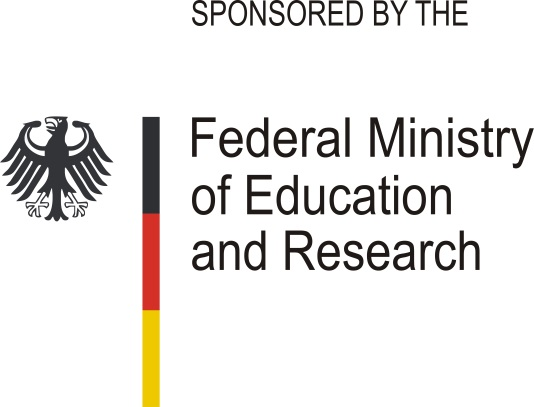 SPONSORED BY THE
Federal Ministry
of Education
and Research